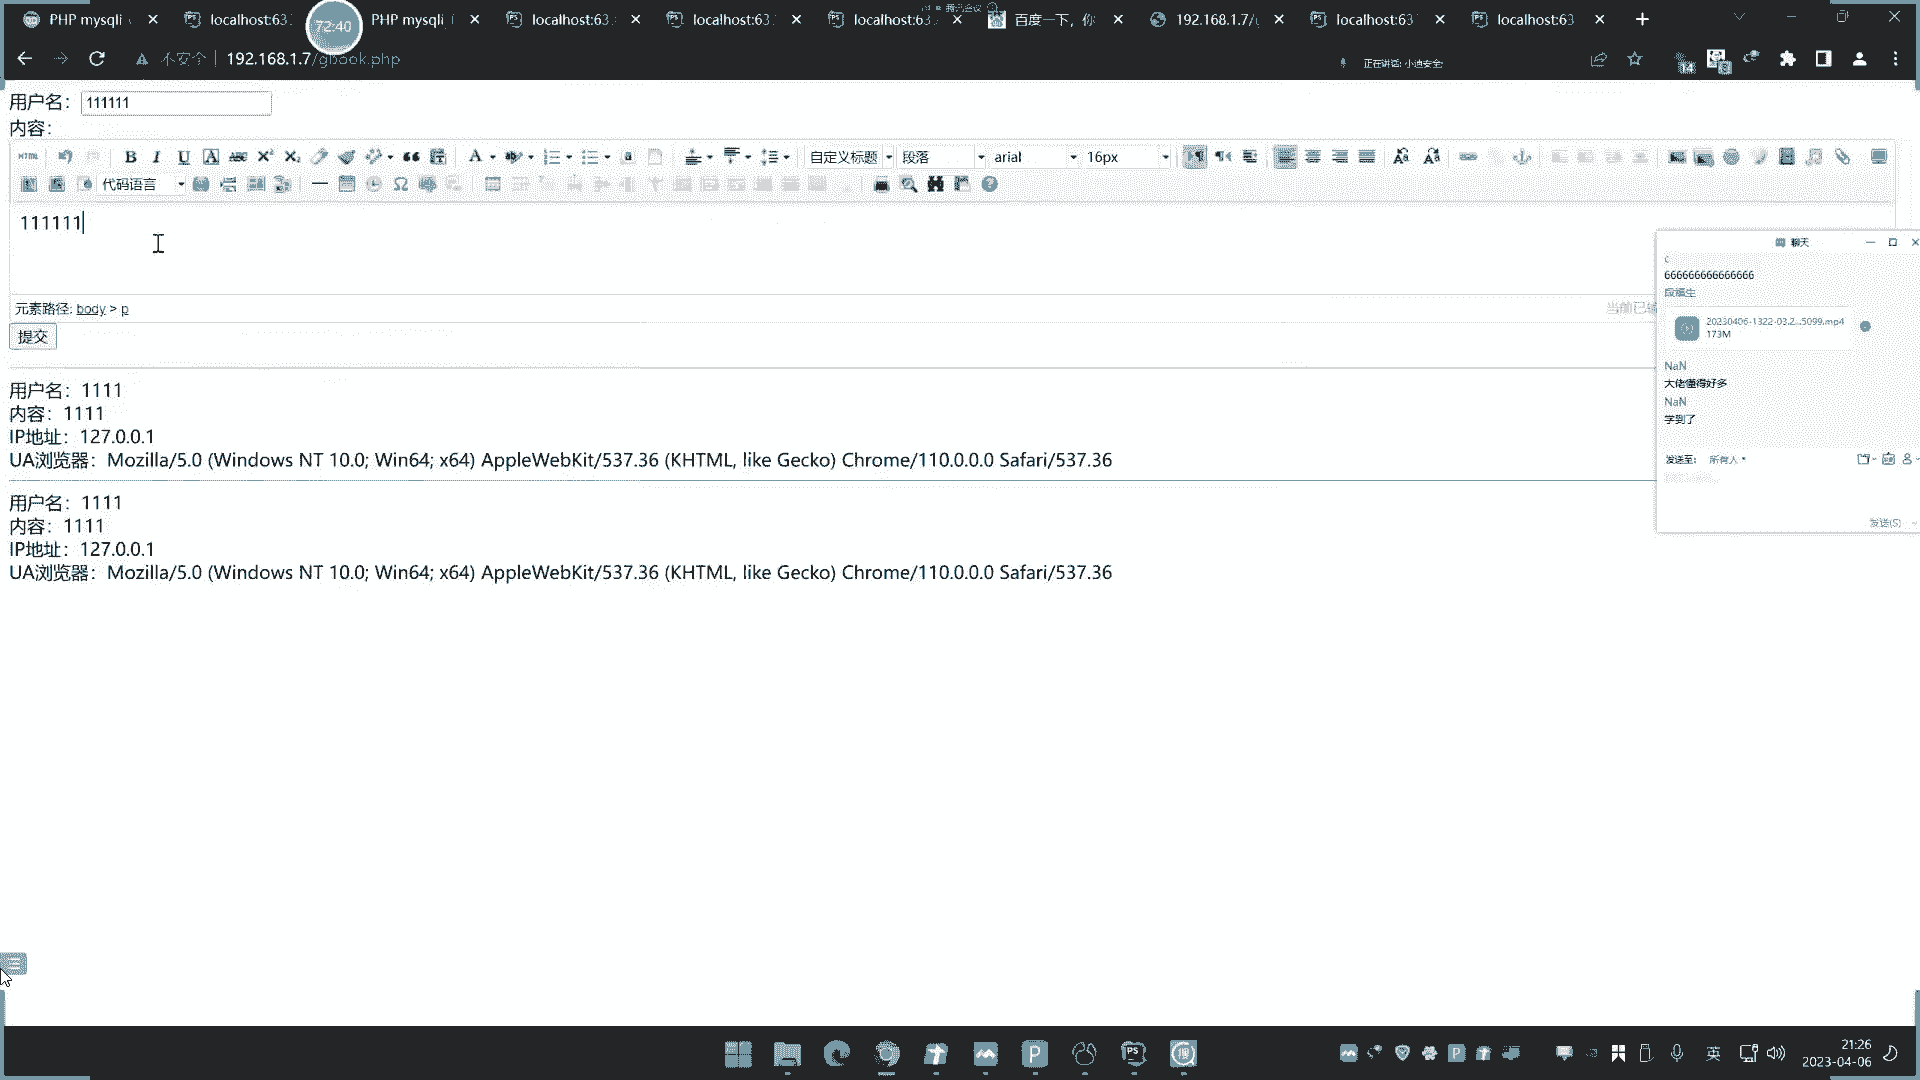 PHP mysqli
localhost:63
72:40
PHP mysqli
localhost:63
localhost:63
localhost:63
百度一下，你
192.168.1.7/
localhost:63
localhost:63
不安全
192.168.1.7/gbook.php
正在讲话: 小迪安全
14
用户名：
111111
内容：
HTML
自定义标题
段落
arial
16px
代码语言
111111
元素路径: body > p
提交
用户名：1111
内容：1111
IP地址：127.0.0.1
UA浏览器：Mozilla/5.0 (Windows NT 10.0; Win64; x64) AppleWebKit/537.36 (KHTML, like Gecko) Chrome/110.0.0.0 Safari/537.36
用户名：1111
内容：1111
IP地址：127.0.0.1
UA浏览器：Mozilla/5.0 (Windows NT 10.0; Win64; x64) AppleWebKit/537.36 (KHTML, like Gecko) Chrome/110.0.0.0 Safari/537.36
聊天
666666666666666
20230406-1322-03.2...5099.mp4
173M
NaN
大佬懂得好多
NaN
学到了
发送至:
所有人
发送(S)
英
21:26
2023-04-06